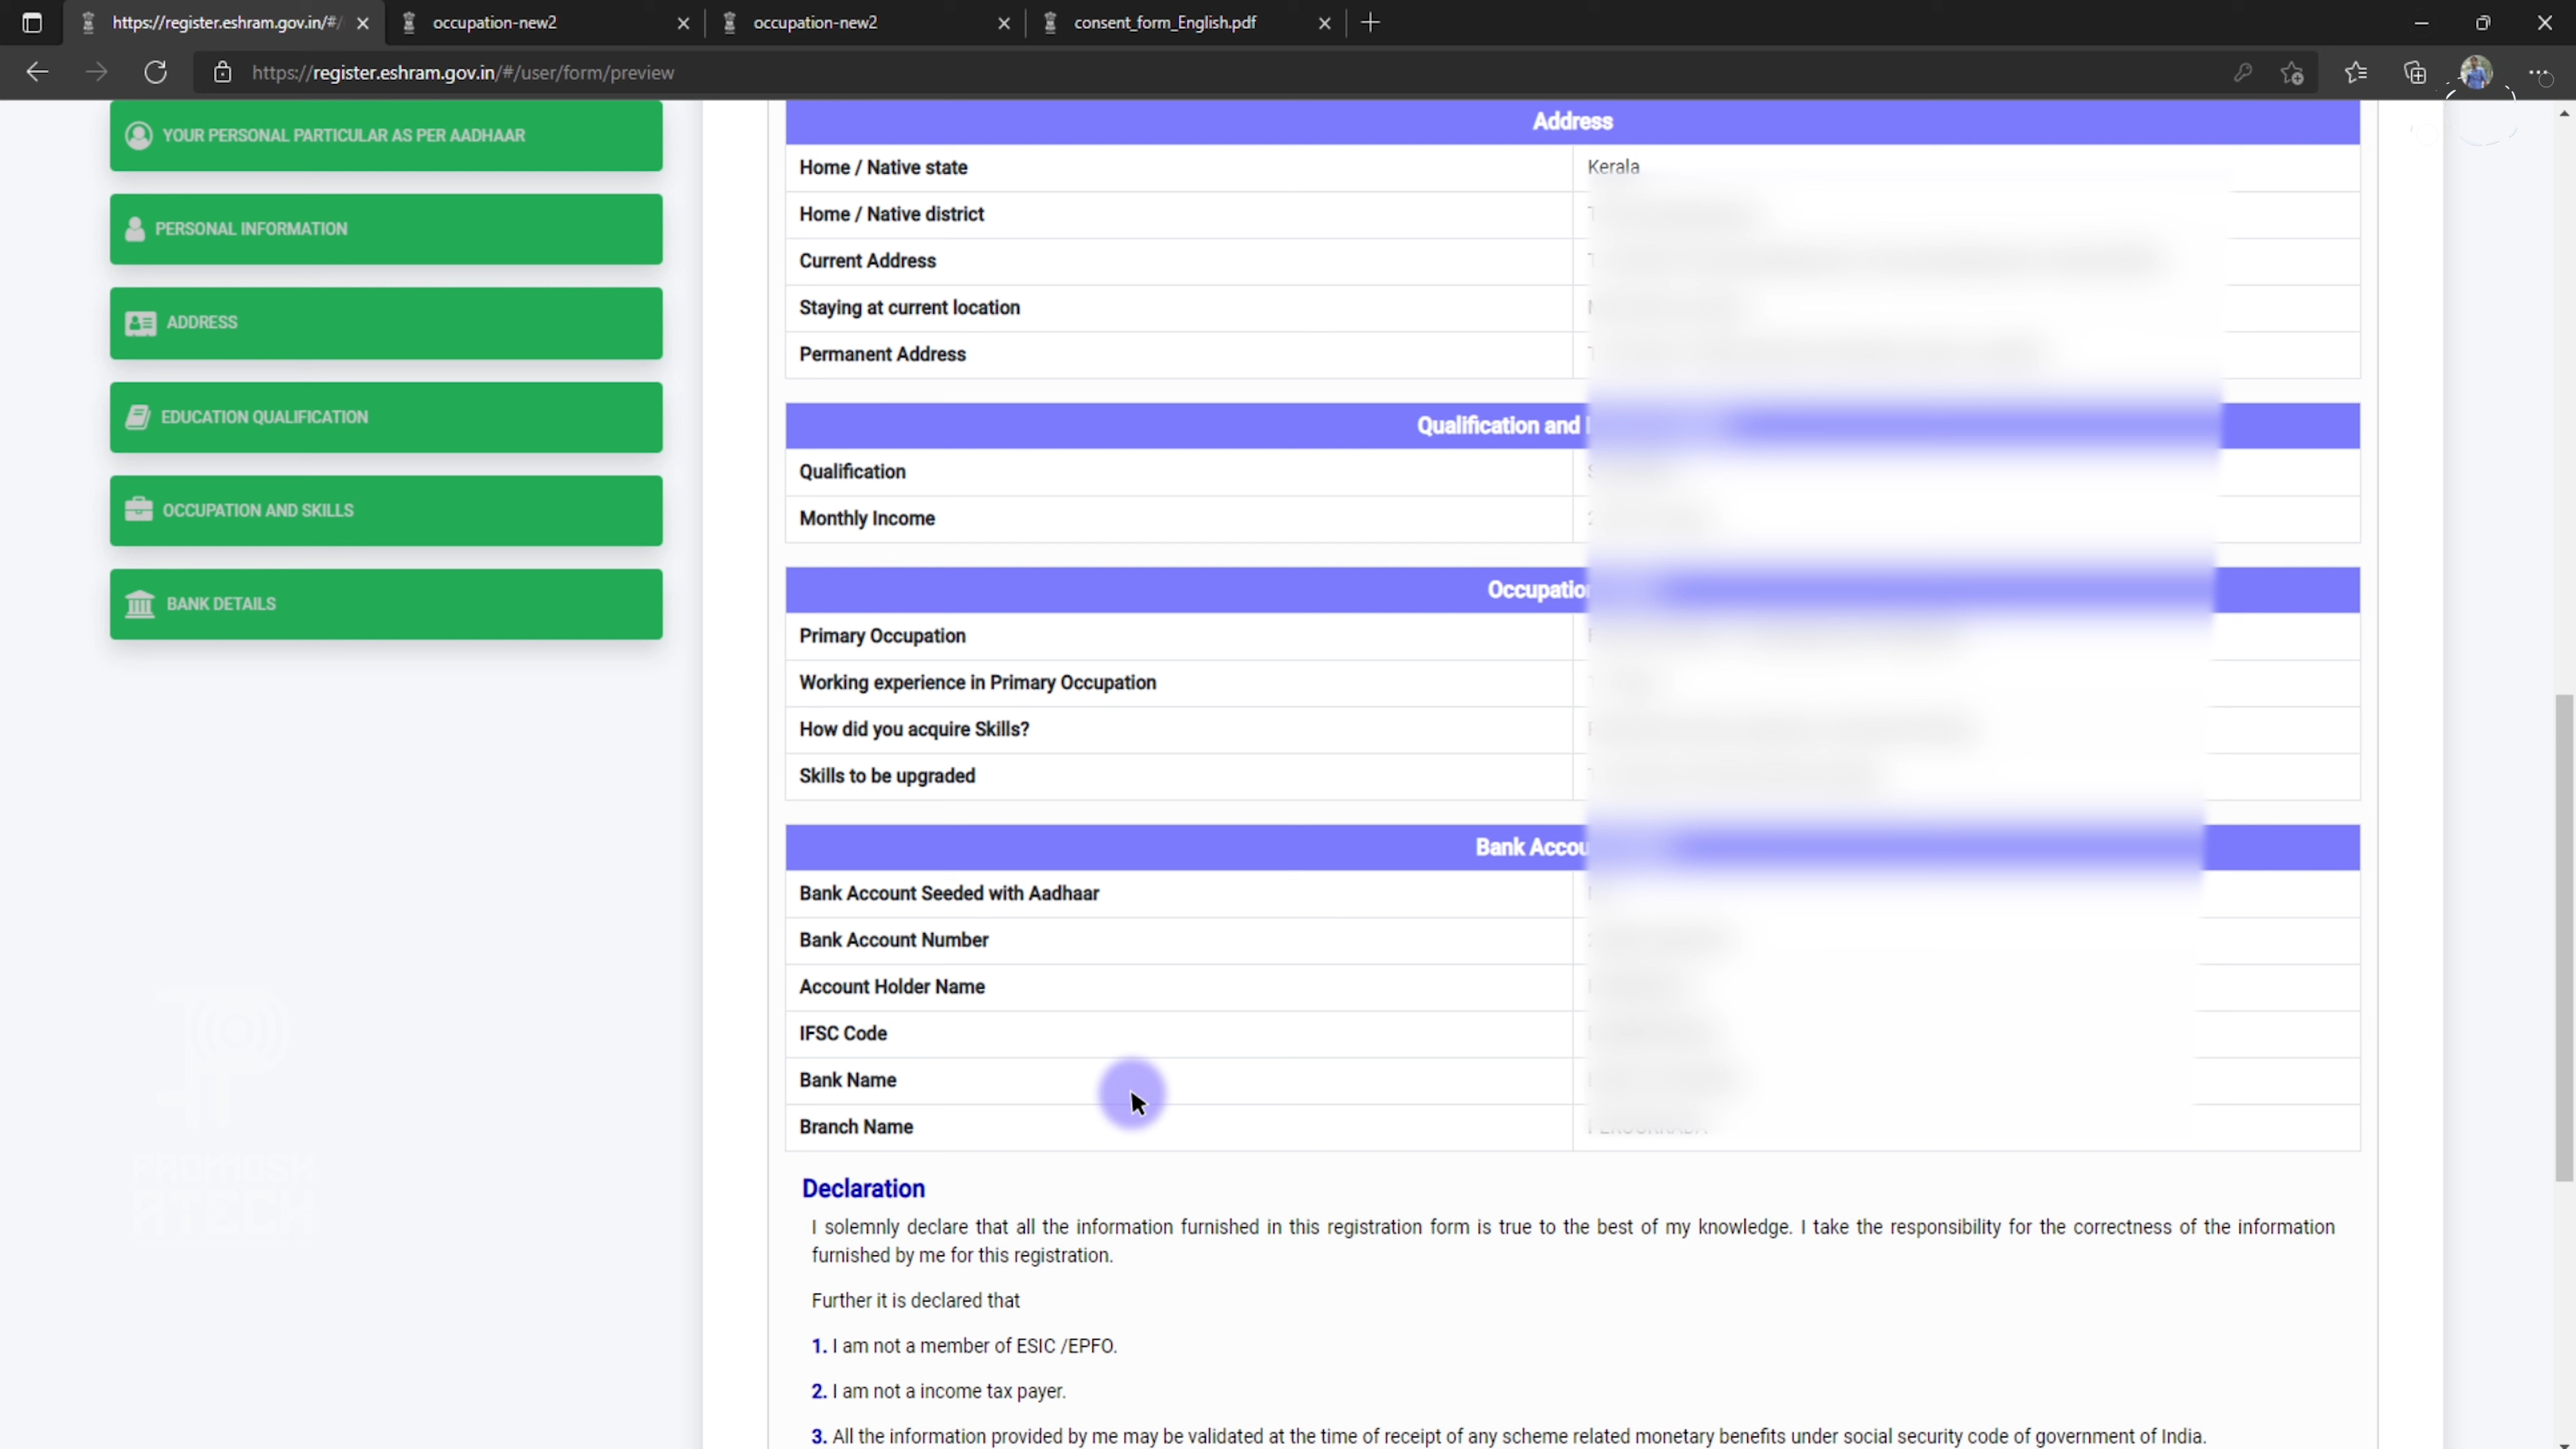 https://register.eshram.gov.in/#/
occupation-new2
occupation-new2
consent_form_English.pdf
https://register.eshram.gov.in/#/user/form/preview
YOUR PERSONAL PARTICULAR AS PER AADHAAR
PERSONAL INFORMATION
ADDRESS
EDUCATION QUALIFICATION
OCCUPATION AND SKILLS
BANK DETAILS
Address
Home / Native state Kerala
Home / Native district
Current Address
Staying at current location
Permanent Address
Qualification and
Qualification
Monthly Income
Occupation
Primary Occupation
Working experience in Primary Occupation
How did you acquire Skills?
Skills to be upgraded
Bank Accou
Bank Account Seeded with Aadhaar
Bank Account Number
Account Holder Name
IFSC Code
Bank Name
Branch Name
Declaration
I solemnly declare that all the information furnished in this registration form is true to the best of my knowledge. I take the responsibility for the correctness of the information
furnished by me for this registration.
Further it is declared that
1. I am not a member of ESIC /EPFO.
2. I am not a income tax payer.
3. All the information provided by me may be validated at the time of receipt of any scheme related monetary benefits under social security code of government of India.